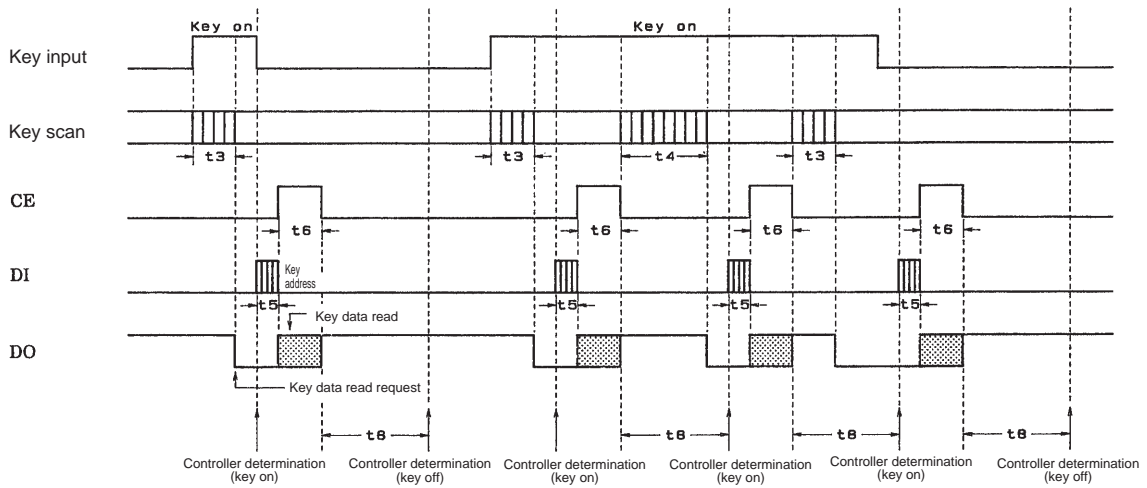 Key on
Key on
Key input
Key scan
t3
t3
t4
t3
CE
t6
t6
t6
t6
DI
Key
address
t5
t5
t5
t5
Key data read
DO
Key data read request
t8
t8
t8
t8
Controller determination
(key on)
Controller determination
(key off)
Controller determination
(key on)
Controller determination
(key on)
Controller determination
(key on)
Controller determination
(key off)